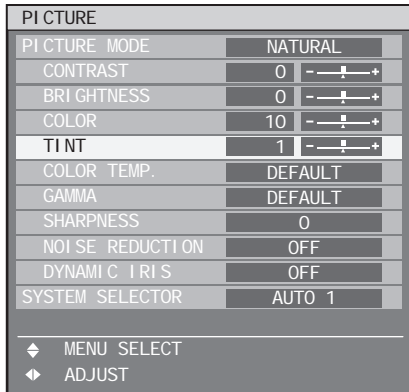 PICTURE
PICTURE MODE NATURAL
CONTRAST 0 - +
BRIGHTNESS 0 - +
COLOR 10 - +
TINT 1 - +
COLOR TEMP. DEFAULT
GAMMA DEFAULT
SHARPNESS 0
NOISE REDUCTION OFF
DYNAMIC IRIS OFF
SYSTEM SELECTOR AUTO 1
MENU SELECT
ADJUST